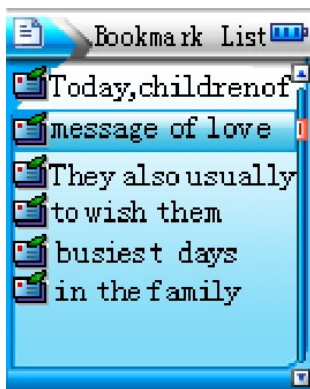 Bookmark List
Today,childrenof
message of love
They also usually
to wish them
busiest days
in the family